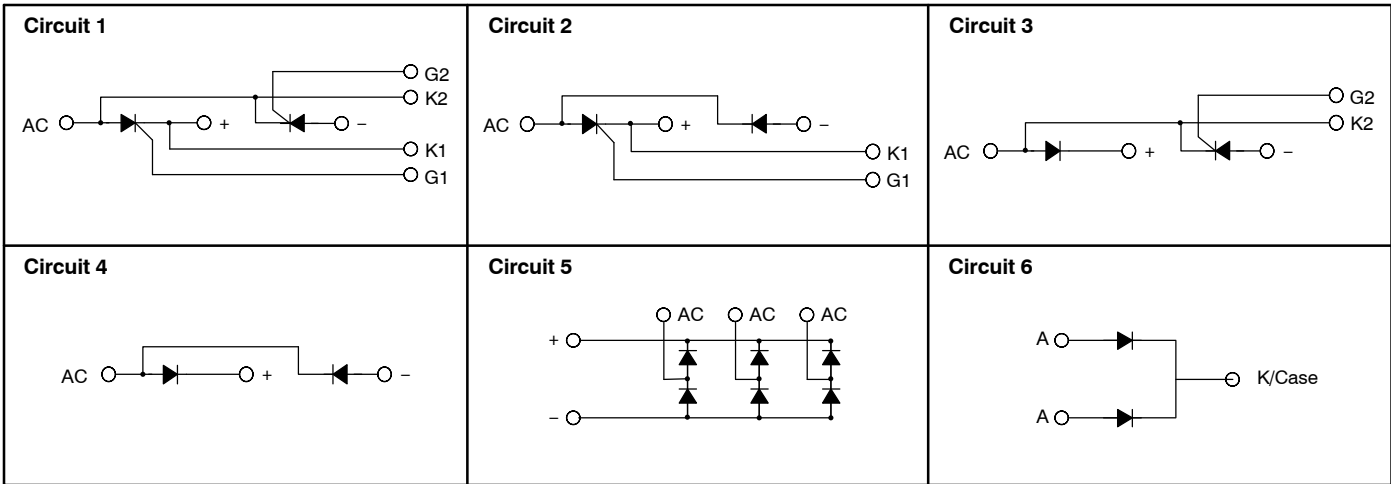 Circuit 1
G2
K2
AC
+
−
K1
G1
Circuit 2
AC
+
−
K1
G1
Circuit 3
G2
K2
AC
+
−
Circuit 4
AC
+
−
Circuit 5
AC AC AC
+
−
Circuit 6
A
K/Case
A